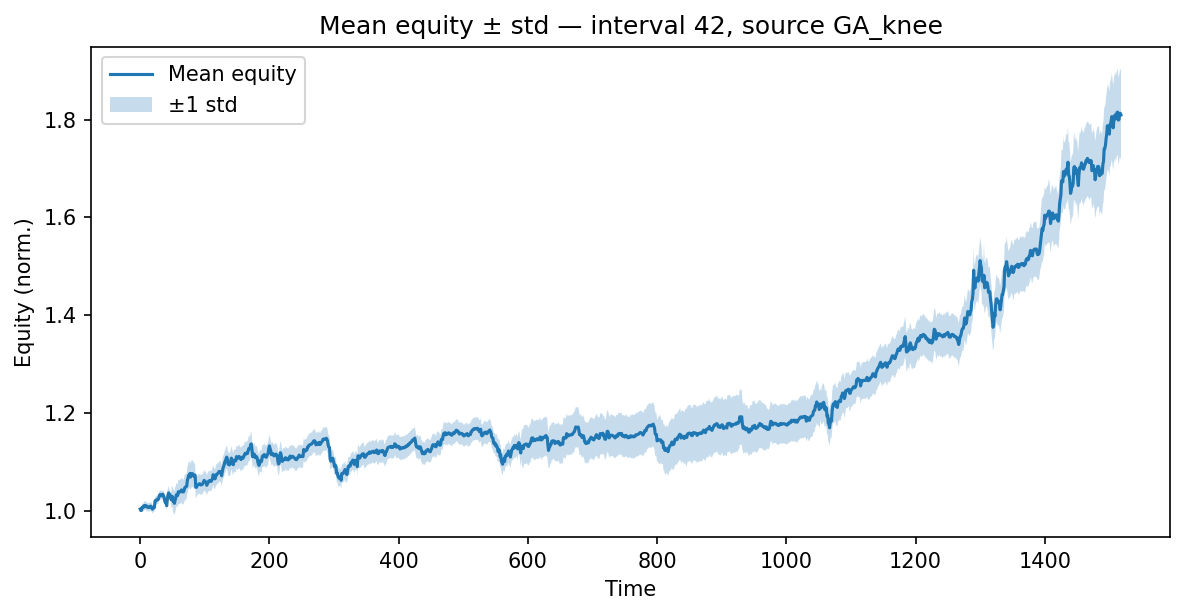 Mean equity ± std — interval 42, source GA_knee
Mean equity
±1 std
Equity (norm.)
1.8
1.6
1.4
1.2
1.0
0 200 400 600 800 1000 1200 1400
Time